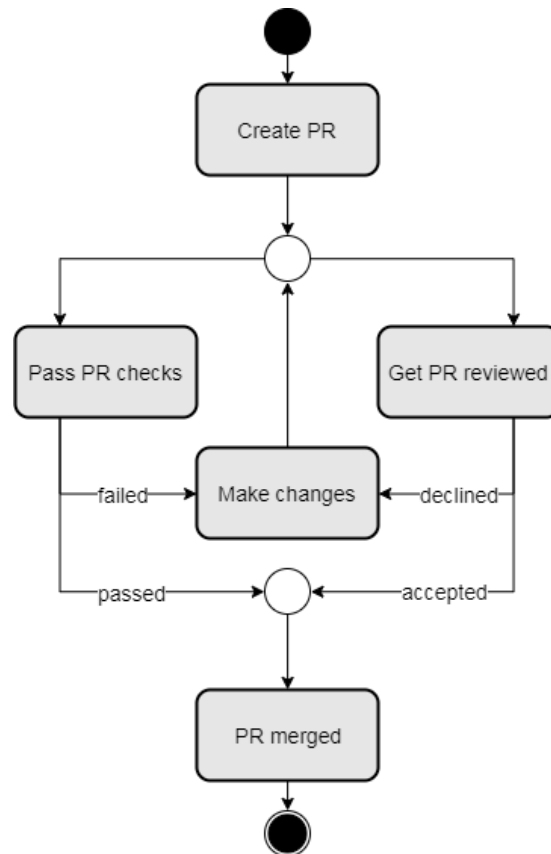 Create PR
Pass PR checks
Get PR reviewed
failed
Make changes
declined
passed
accepted
PR merged